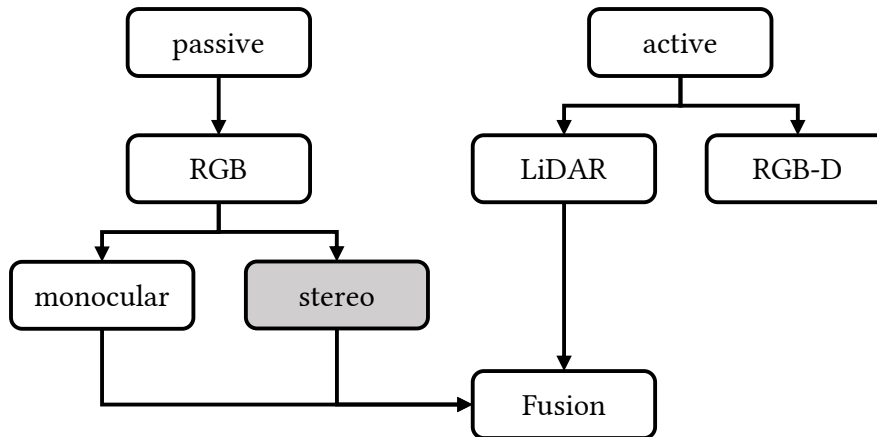 passive
active
RGB
LiDAR
RGB-D
monocular
stereo
Fusion